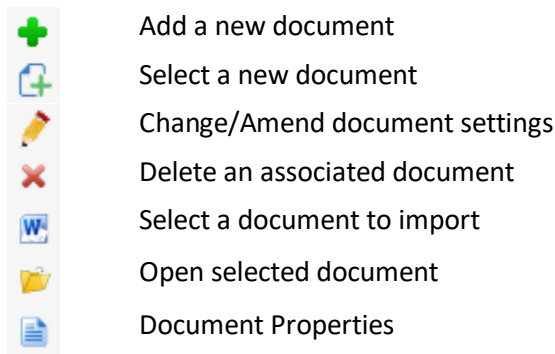 Add a new document
Select a new document
Change/Amend document settings
Delete an associated document
W
Select a document to import
Open selected document
Document Properties